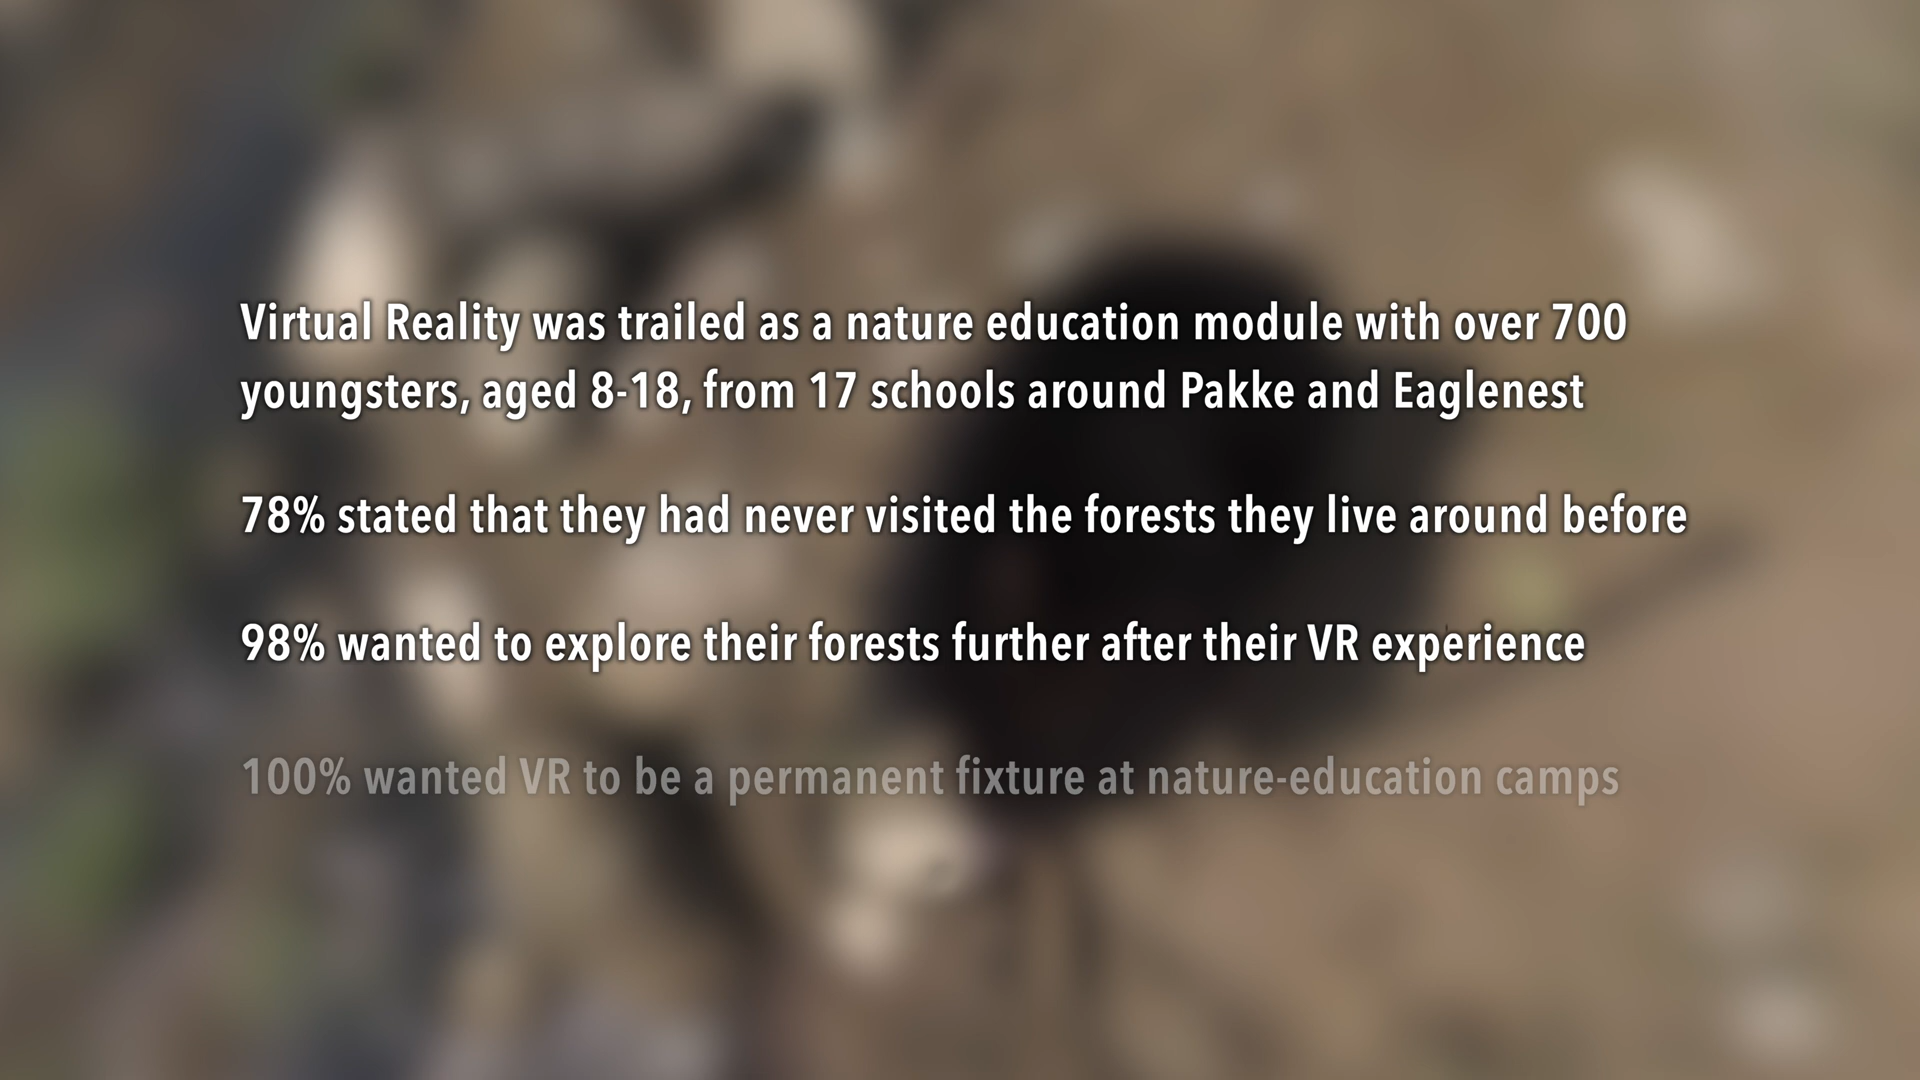 Virtual Reality was trailed as a nature education module with over 700
youngsters, aged 8-18, from 17 schools around Pakke and Eaglenest
78% stated that they had never visited the forests they live around before
98% wanted to explore their forests further after their VR experience
100% wanted VR to be a permanent fixture at nature-education camps